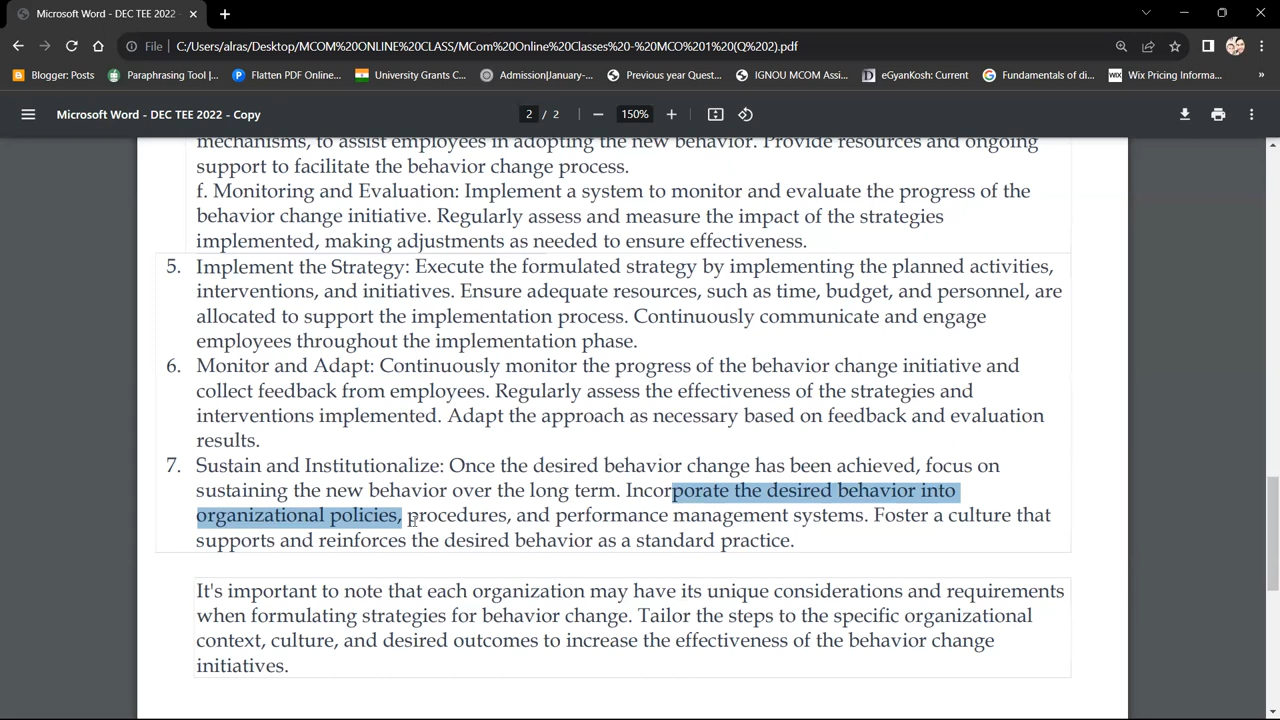 Microsoft Word - DEC TEE 2022 -
File
C:/Users/alras/Desktop/MCOM%20ONLINE%20CLASS/MCom%20Online%20Classes%20-%20MCO%201%20(Q%202).pdf
Blogger: Posts
Paraphrasing Tool |...
Flatten PDF Online...
University Grants C...
Admission|January-...
Previous year Quest...
IGNOU MCOM Assi...
eGyanKosh: Current
Fundamentals of di...
Wix Pricing Informa...
Microsoft Word - DEC TEE 2022 - Copy
2 / 2
150%
mechanisms, to assist employees in adopting the new behavior. Provide resources and ongoing
support to facilitate the behavior change process.
f. Monitoring and Evaluation: Implement a system to monitor and evaluate the progress of the
behavior change initiative. Regularly assess and measure the impact of the strategies
implemented, making adjustments as needed to ensure effectiveness.
5. Implement the Strategy: Execute the formulated strategy by implementing the planned activities,
interventions, and initiatives. Ensure adequate resources, such as time, budget, and personnel, are
allocated to support the implementation process. Continuously communicate and engage
employees throughout the implementation phase.
6. Monitor and Adapt: Continuously monitor the progress of the behavior change initiative and
collect feedback from employees. Regularly assess the effectiveness of the strategies and
interventions implemented. Adapt the approach as necessary based on feedback and evaluation
results.
7. Sustain and Institutionalize: Once the desired behavior change has been achieved, focus on
sustaining the new behavior over the long term. Incorporate the desired behavior into
organizational policies, procedures, and performance management systems. Foster a culture that
supports and reinforces the desired behavior as a standard practice.
It's important to note that each organization may have its unique considerations and requirements
when formulating strategies for behavior change. Tailor the steps to the specific organizational
context, culture, and desired outcomes to increase the effectiveness of the behavior change
initiatives.